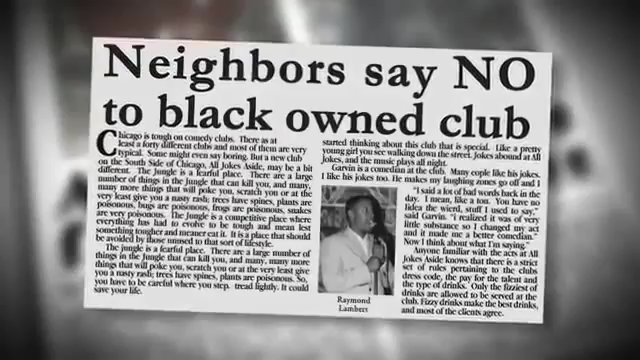 Neighbors say NO
to black owned club
Chicago is tough on comedy clubs. There as at
least a forty different clubs and most of them are very
typical. Some might even say boring. But a new club
on the South Side of Chicago, All Jokes Aside, may be a bit
different. The Jungle is a fearful place. There are a large
number of things in the Jungle that can kill you, and many,
many more things that will poke you, scratch you or at the
very least give you a nasty rash; trees have spines, plants are
poisonous, bugs are poisonous, frogs are poisonous, snakes
are very poisonous. The Jungle is a competitive place where
everything has had to evolve to be tough and mean lest
something tougher and meaner eat it. It is a place that should
be avoided by those unused to that sort of lifestyle.
The jungle is a fearful place. There are a large number of
things in the Jungle that can kill you, and many, many more
things that will poke you, scratch you or at the very least give
you a nasty rash; trees have spines, plants are poisonous. So,
you have to be careful where you step. tread lightly. It could
save your life.
started thinking about this club that is special. Like a pretty
young girl you see walking down the street. Jokes abound at All
Jokes, and the music plays all night.
Garvin is a comedian at the club. Many eople like his jokes.
I like his jokes too. He makes my laughing zones go off and I
"I said a lot of bad words back in the
day. I mean, like a ton. You have no
idea the wierd, stuff I used to say,"
said Garvin. "I realized it was of very
little substance so I changed my act
and it made me a better comedian."
Now I think about what I'm saying."
Anyone familiar with the acts at All
Jokes Aside knows that there is a strict
set of rules pertaining to the clubs
dress code, the pay for the talent and
the type of drinks. Only the fizziest of
drinks are allowed to be served at the
club. Fizzy drinks make the best drinks,
and most of the clients agree.
Raymond
Lambert